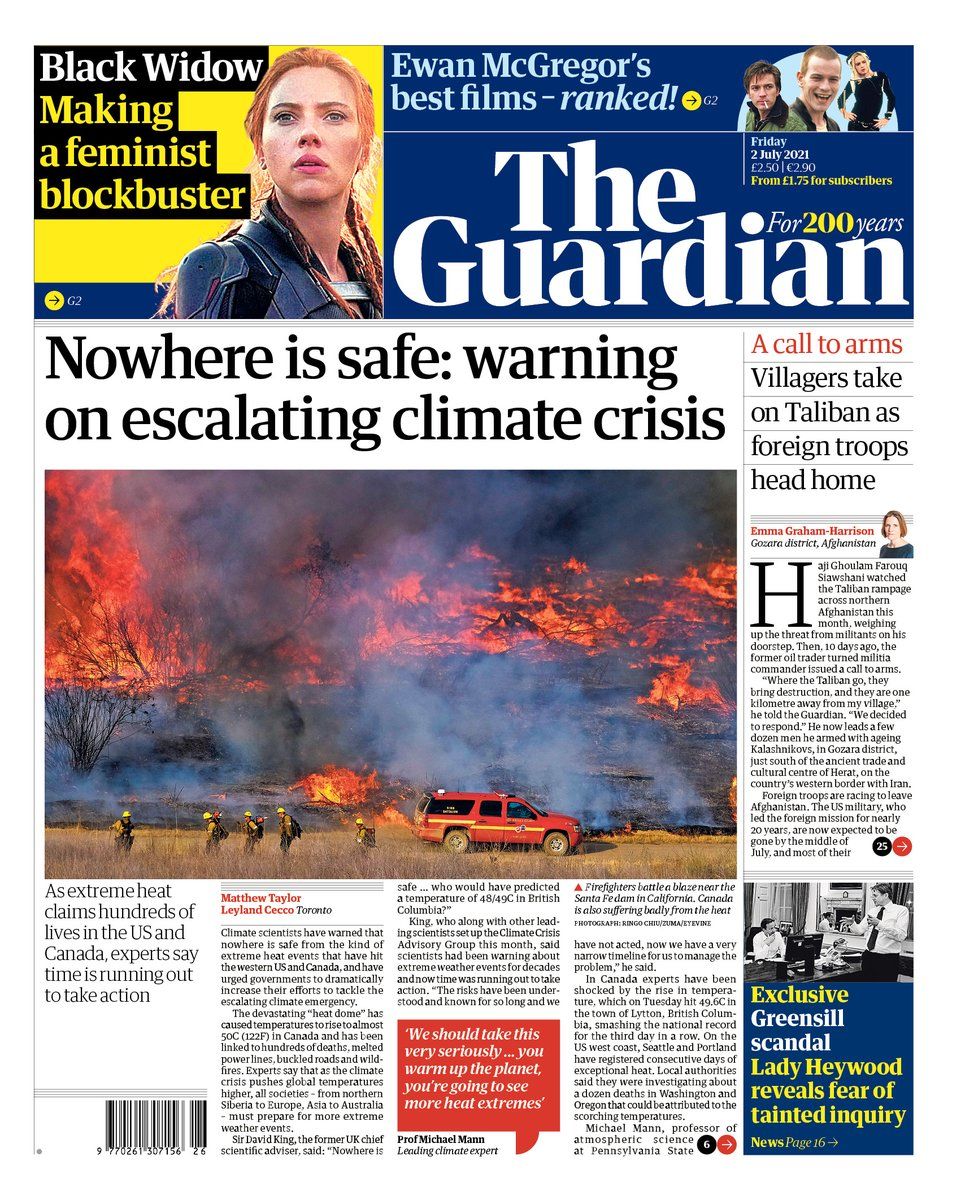 Black Widow
Making
a feminist
blockbuster
G2
Ewan McGregor's
best films – ranked! G2
Friday
2 July 2021
£2.50 | €2.90
From £1.75 for subscribers
The
Guardian
For 200 years
Nowhere is safe: warning
on escalating climate crisis
As extreme heat
claims hundreds of
lives in the US and
Canada, experts say
time is running out
to take action
9 770261 307156 26
Matthew Taylor
Leyland Cecco Toronto
Climate scientists have warned that
nowhere is safe from the kind of
extreme heat events that have hit
the western US and Canada, and have
urged governments to dramatically
increase their efforts to tackle the
escalating climate emergency.
The devastating "heat dome" has
caused temperatures to rise to almost
50C (122F) in Canada and has been
linked to hundreds of deaths, melted
power lines, buckled roads and wild-
fires. Experts say that as the climate
crisis pushes global temperatures
higher, all societies – from northern
Siberia to Europe, Asia to Australia
– must prepare for more extreme
weather events.
Sir David King, the former UK chief
scientific adviser, said: "Nowhere is
safe ... who would have predicted
a temperature of 48/49C in British
Columbia?"
King, who along with other lead-
ing scientists set up the Climate Crisis
Advisory Group this month, said
scientists had been warning about
extreme weather events for decades
and now time was running out to take
action. "The risks have been under-
stood and known for so long and we
'We should take this
very seriously ... you
warm up the planet,
you're going to see
more heat extremes'
Prof Michael Mann
Leading climate expert
▲ Firefighters battle a blaze near the
Santa Fe dam in California. Canada
is also suffering badly from the heat
PHOTOGRAPH: RINGO CHIU/ZUMA/EYEVINE
have not acted, now we have a very
narrow timeline for us to manage the
problem," he said.
In Canada experts have been
shocked by the rise in tempera-
ture, which on Tuesday hit 49.6C in
the town of Lytton, British Colum-
bia, smashing the national record
for the third day in a row. On the
US west coast, Seattle and Portland
have registered consecutive days of
exceptional heat. Local authorities
said they were investigating about
a dozen deaths in Washington and
Oregon that could be attributed to the
scorching temperatures.
Michael Mann, professor of
atmospheric science
at Pennsylvania State
6
A call to arms
Villagers take
on Taliban as
foreign troops
head home
Emma Graham-Harrison
Gozara district, Afghanistan
Haji Ghoulam Farouq
Siawshani watched
the Taliban rampage
across northern
Afghanistan this
month, weighing
up the threat from militants on his
doorstep. Then, 10 days ago, the
former oil trader turned militia
commander issued a call to arms.
"Where the Taliban go, they
bring destruction, and they are one
kilometre away from my village,"
he told the Guardian. "We decided
to respond." He now leads a few
dozen men he armed with ageing
Kalashnikovs, in Gozara district,
just south of the ancient trade and
cultural centre of Herat, on the
country's western border with Iran.
Foreign troops are racing to leave
Afghanistan. The US military, who
led the foreign mission for nearly
20 years, are now expected to be
gone by the middle of
July, and most of their
25
Exclusive
Greensill
scandal
Lady Heywood
reveals fear of
tainted inquiry
News Page 16